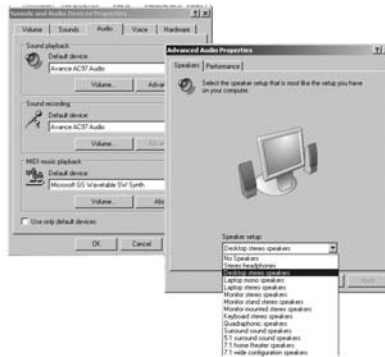 Sounds and Audio Devices Properties
Volume
Sounds
Audio
Voice
Hardware
Sound playback
Default device:
Avance AC97 Audio
Volume...
Sound recording
Default device:
Avance AC97 Audio
Volume...
MIDI music playback
Default device:
Microsoft GS Wavetable SW Synth
Volume...
Use only default devices
OK
Cancel
Advanced Audio Properties
Speakers
Performance
Select the speaker setup that is most like the setup you have
on your computer.
Speaker setup:
Desktop stereo speakers
No Speakers
Stereo headphones
Desktop stereo speakers
Laptop mono speakers
Laptop stereo speakers
Monitor stereo speakers
Monitor stand stereo speakers
Monitor mounted stereo speakers
Keyboard stereo speakers
Quadraphonic speakers
Surround sound speakers
5.1 surround sound speakers
7.1 home theater speakers
7.1 wide configuration speakers
Apply